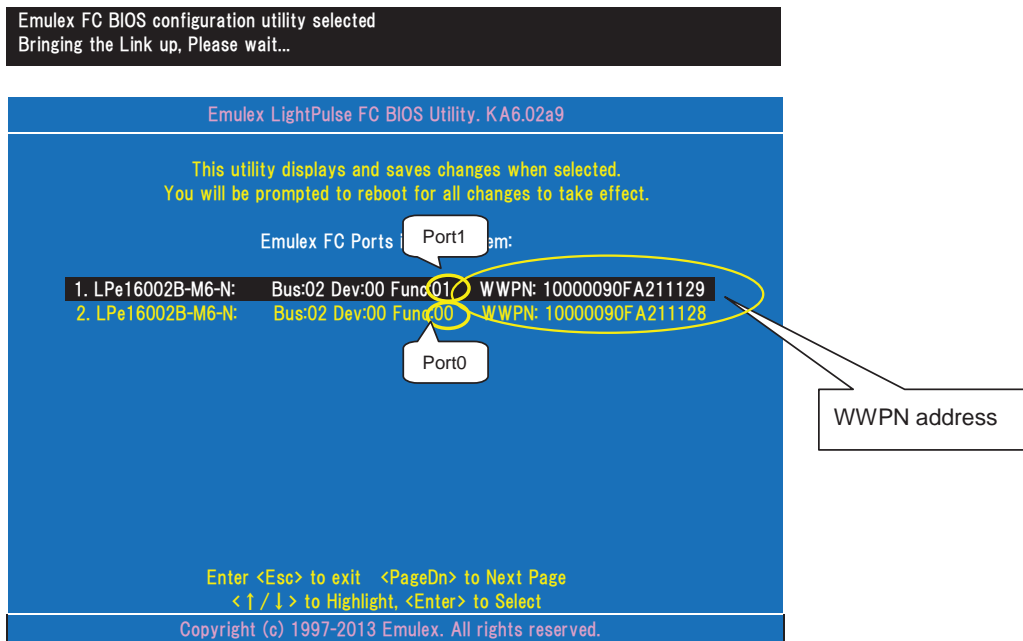 Emulex FC BIOS configuration utility selected
Bringing the Link up, Please wait...
Emulex LightPulse FC BIOS Utility. KA6.02a9
This utility displays and saves changes when selected.
You will be prompted to reboot for all changes to take effect.
Emulex FC Ports em:
Port1
1. LPe16002B-M6-N: Bus:02 Dev:00 Func:01 WWPN: 10000090FA211129
2. LPe16002B-M6-N: Bus:02 Dev:00 Func:00 WWPN: 10000090FA211128
Port0
WWPN address
Enter <Esc> to exit <PageDn> to Next Page
<↑/↓> to Highlight, <Enter> to Select
Copyright (c) 1997-2013 Emulex. All rights reserved.